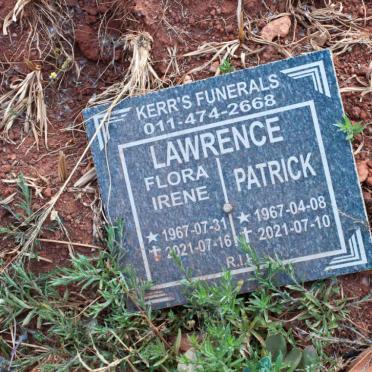 KERR'S FUNERALS
011-474-2668
LAWRENCE
FLORA
IRENE
★ 1967-07-31
✝ 2021-07-16
PATRICK
★ 1967-04-08
✝ 2021-07-10
R.I.P